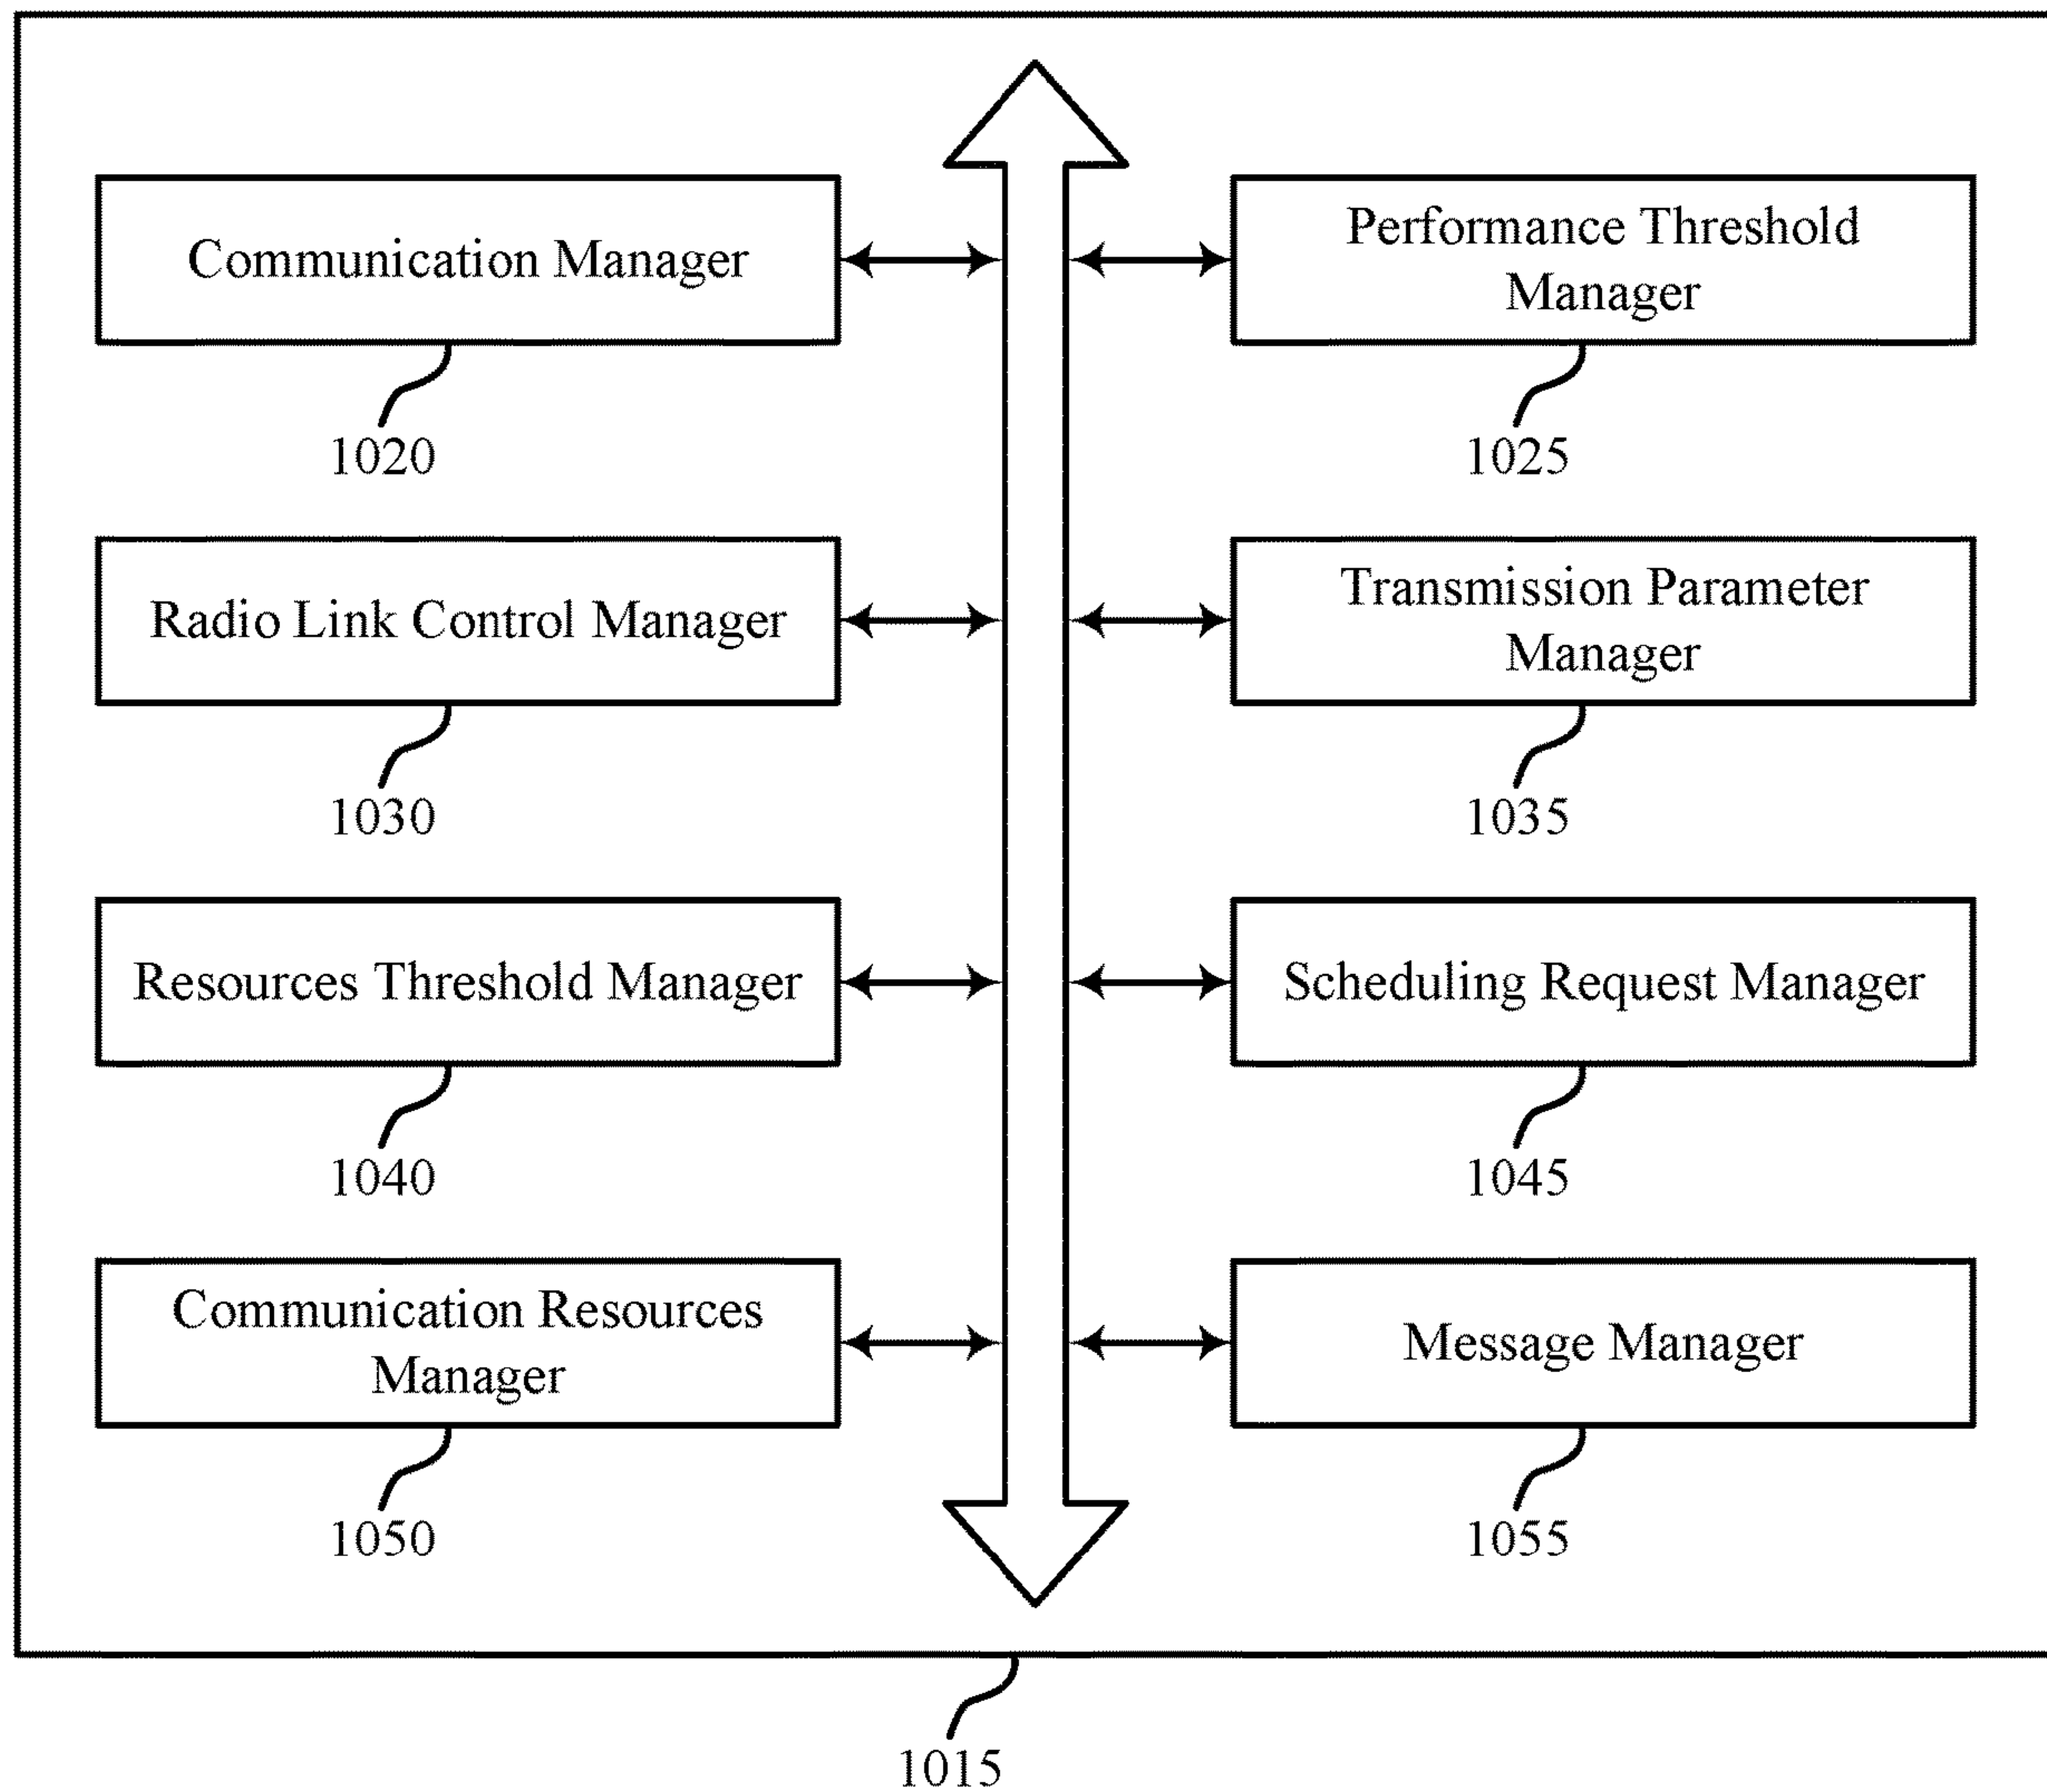 Communication Manager
1020
Performance Threshold
Manager
1025
Radio Link Control Manager
1030
Transmission Parameter
Manager
1035
Resources Threshold Manager
1040
Scheduling Request Manager
1045
Communication Resources
Manager
1050
Message Manager
1055
1015